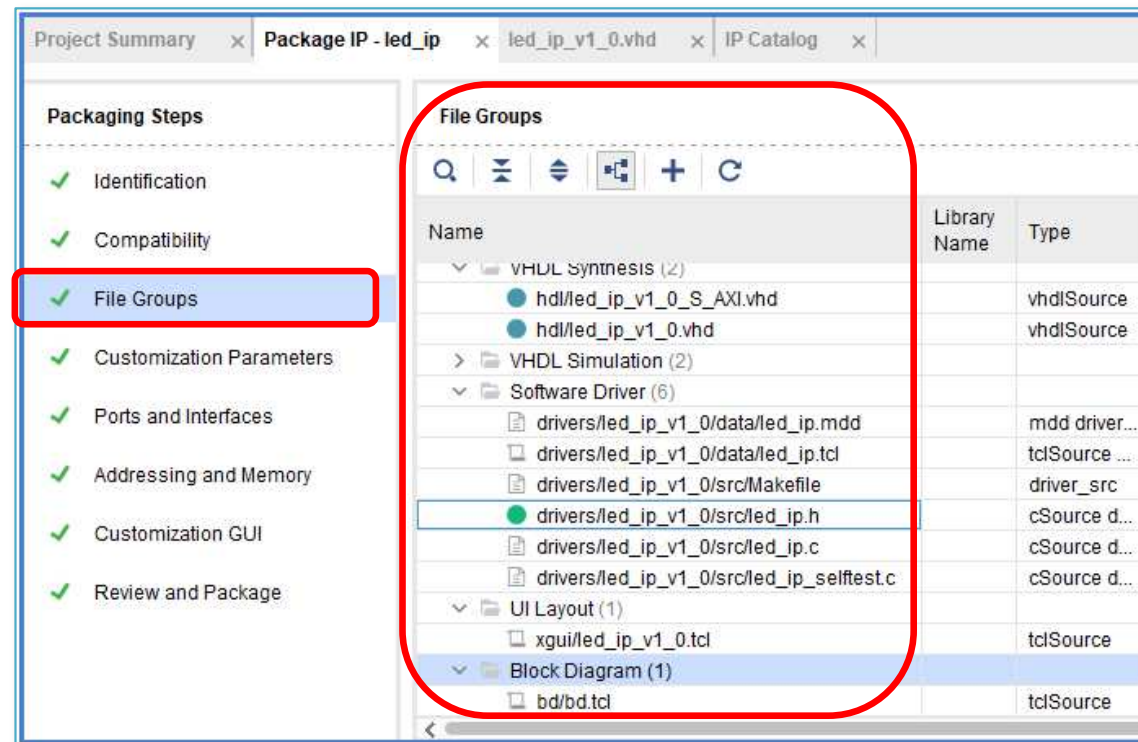 Project Summary × Package IP - led_ip × led_ip_v1_0.vhd × IP Catalog ×
Packaging Steps
Identification
Compatibility
File Groups
Customization Parameters
Ports and Interfaces
Addressing and Memory
Customization GUI
Review and Package
File Groups
Name Library Name Type
VHDL Synthesis (2)
hdl/led_ip_v1_0_S_AXI.vhd vhdlSource
hdl/led_ip_v1_0.vhd vhdlSource
VHDL Simulation (2)
Software Driver (6)
drivers/led_ip_v1_0/data/led_ip.mdd mdd driver...
drivers/led_ip_v1_0/data/led_ip.tcl tclSource ...
drivers/led_ip_v1_0/src/Makefile driver_src
drivers/led_ip_v1_0/src/led_ip.h cSource d...
drivers/led_ip_v1_0/src/led_ip.c cSource d...
drivers/led_ip_v1_0/src/led_ip_selftest.c cSource d...
UI Layout (1)
xgui/led_ip_v1_0.tcl tclSource
Block Diagram (1)
bd/bd.tcl tclSource